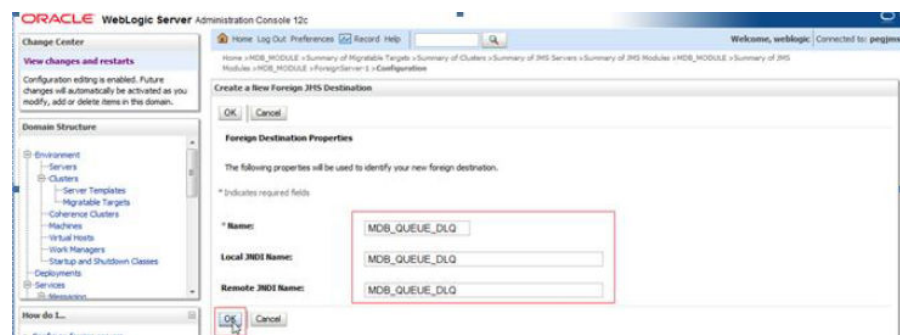 ORACLE WebLogic Server Administration Console 12c
Change Center
View changes and restarts
Configuration editing is enabled. Future
changes will automatically be activated as you
modify, add or delete items in this domain.
Domain Structure
Environment
Servers
Clusters
Server Templates
Migratable Targets
Coherence Clusters
Machines
Virtual Hosts
Work Managers
Startup and Shutdown Classes
Deployments
Services
Messaging
How do I...
Home Log Out Preferences Record Help
Welcome, weblogic Connected to: pegjms
Home >MDB_MODULE >Summary of Migratable Targets >Summary of Clusters >Summary of JMS Servers >Summary of JMS Modules >MDB_MODULE >Summary of JMS
Modules >MDB_MODULE >ForeignServer-1 >Configuration
Create a New Foreign JMS Destination
OK Cancel
Foreign Destination Properties
The following properties will be used to identify your new foreign destination.
* Indicates required fields
* Name: MDB_QUEUE_DLQ
Local JNDI Name: MDB_QUEUE_DLQ
Remote JNDI Name: MDB_QUEUE_DLQ
OK Cancel